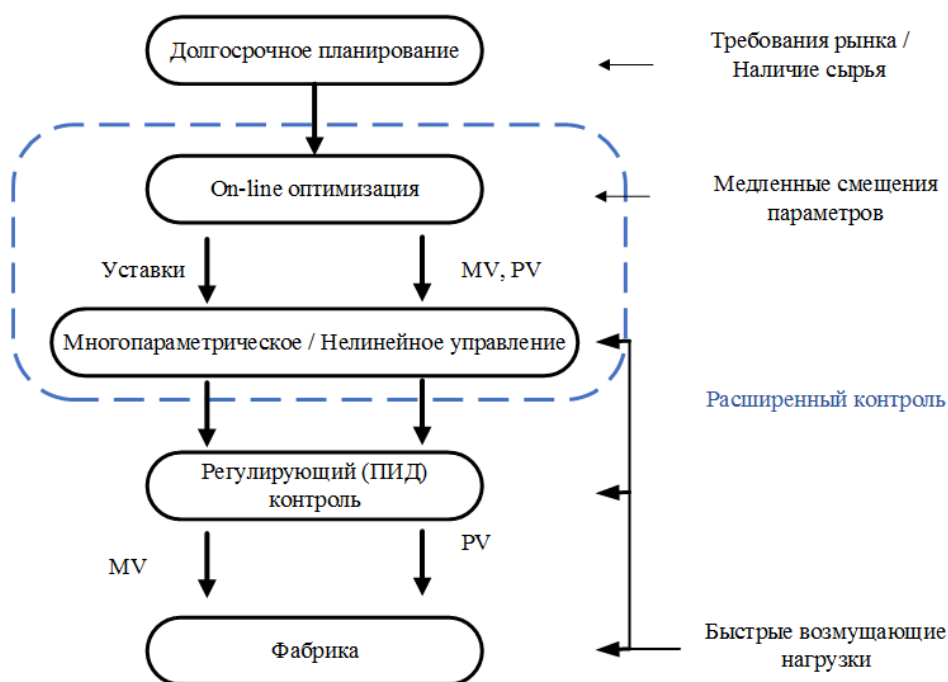 Долгосрочное планирование
Требования рынка /
Наличие сырья
On-line оптимизация
Медленные смещения
параметров
Уставки
MV, PV
Многопараметрическое / Нелинейное управление
Расширенный контроль
Регулирующий (ПИД)
контроль
MV
PV
Фабрика
Быстрые возмущающие
нагрузки